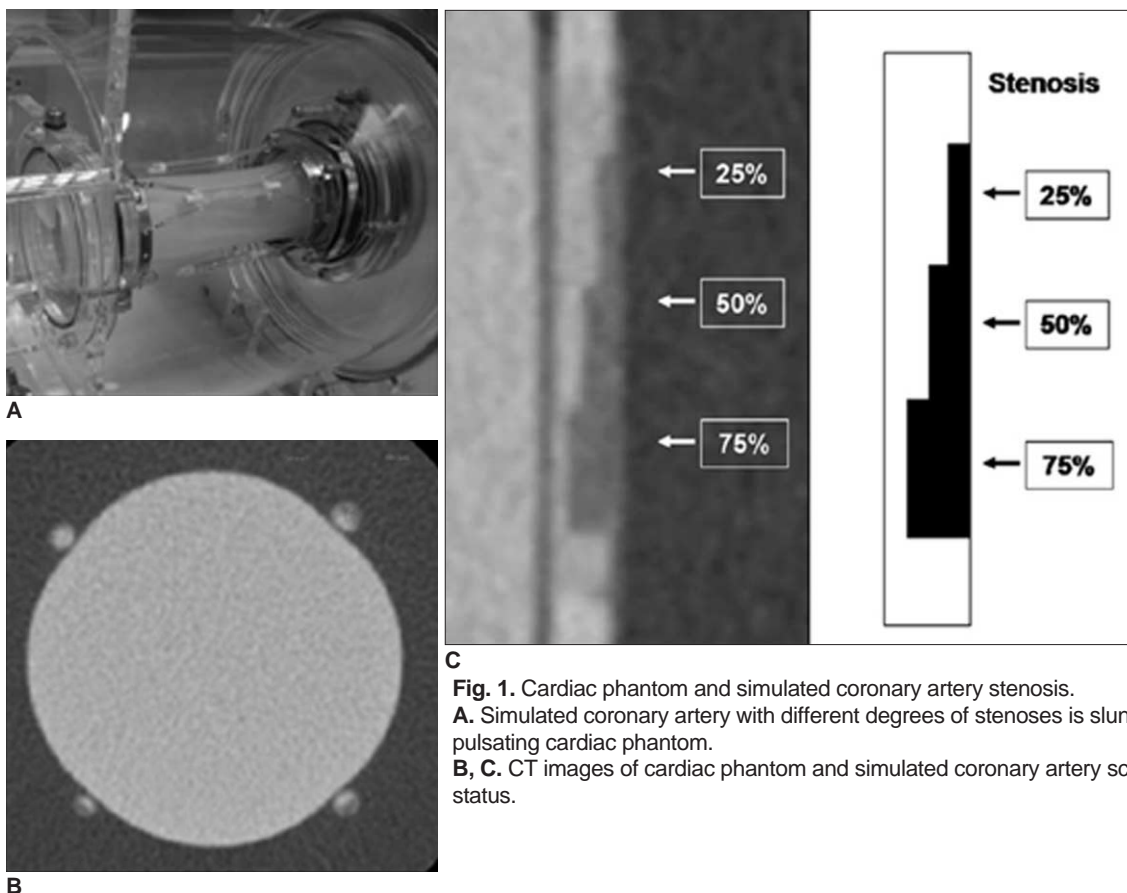 A
B
25%
50%
75%
Stenosis
25%
50%
75%
C
Fig. 1. Cardiac phantom and simulated coronary artery stenosis.
A. Simulated coronary artery with different degrees of stenoses is slun
pulsating cardiac phantom.
B, C. CT images of cardiac phantom and simulated coronary artery sc
status.